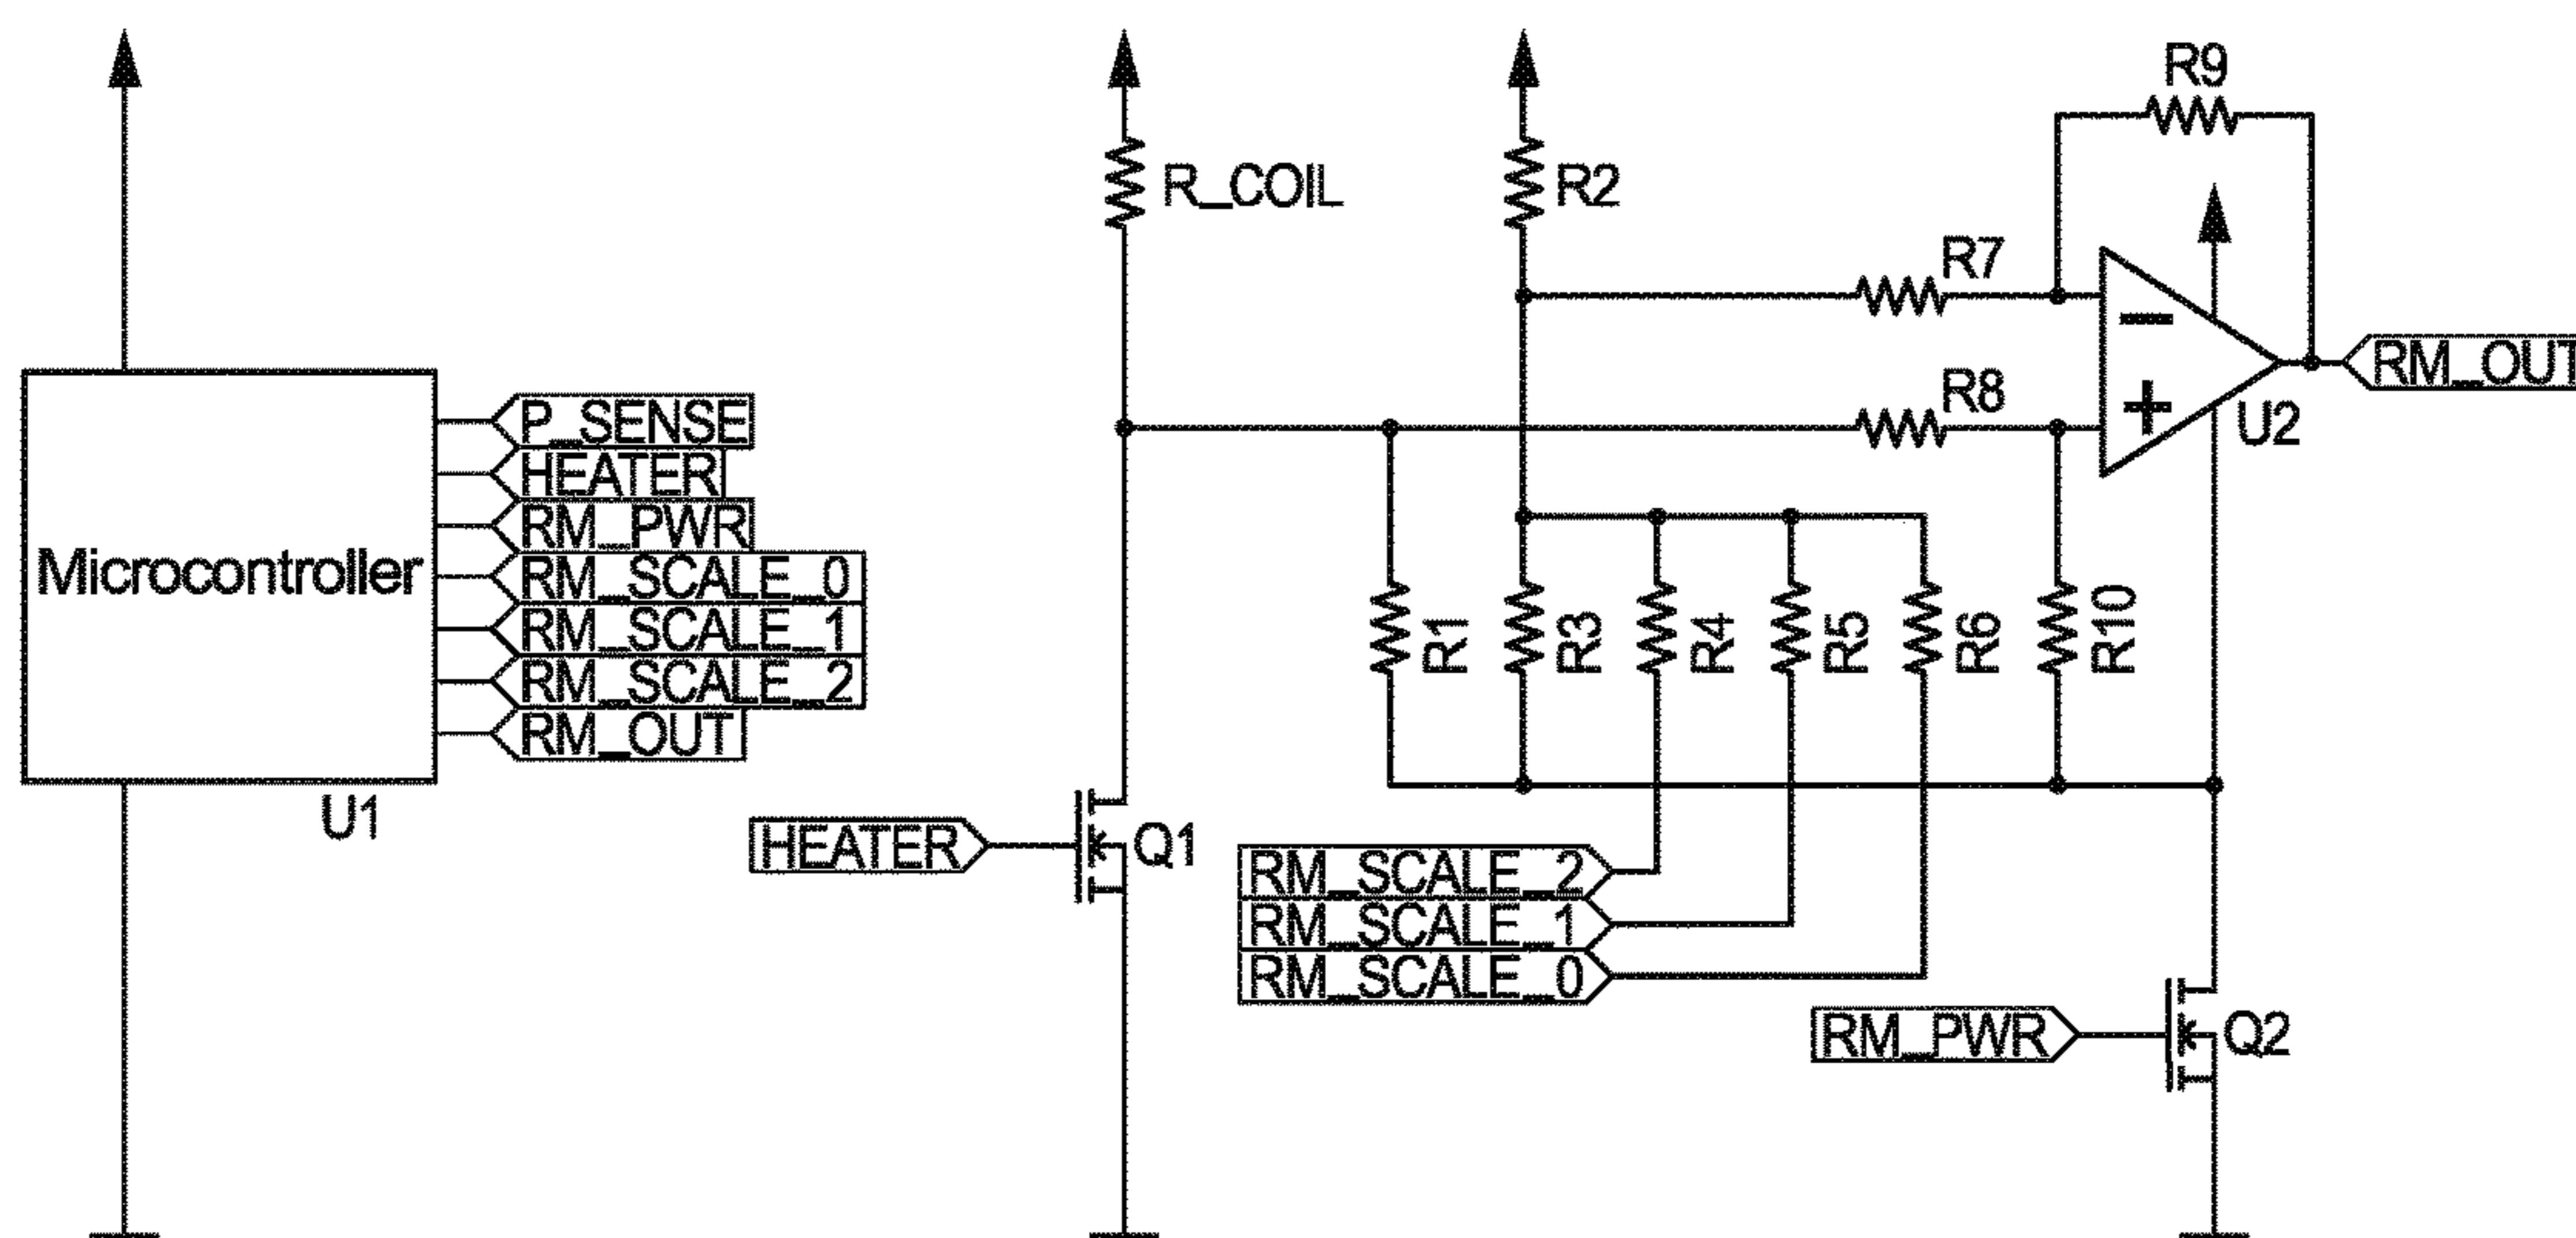 R9
R_COIL
R2
R7
RM_OUT
R8
U2
P_SENSE
HEATER
RM_PWR
Microcontroller
RM_SCALE_0
RM_SCALE_1
RM_SCALE_2
RM_OUT
U1
R1
R3
R4
R5
R6
R10
HEATER
Q1
RM_SCALE_2
RM_SCALE_1
RM_SCALE_0
RM_PWR
Q2